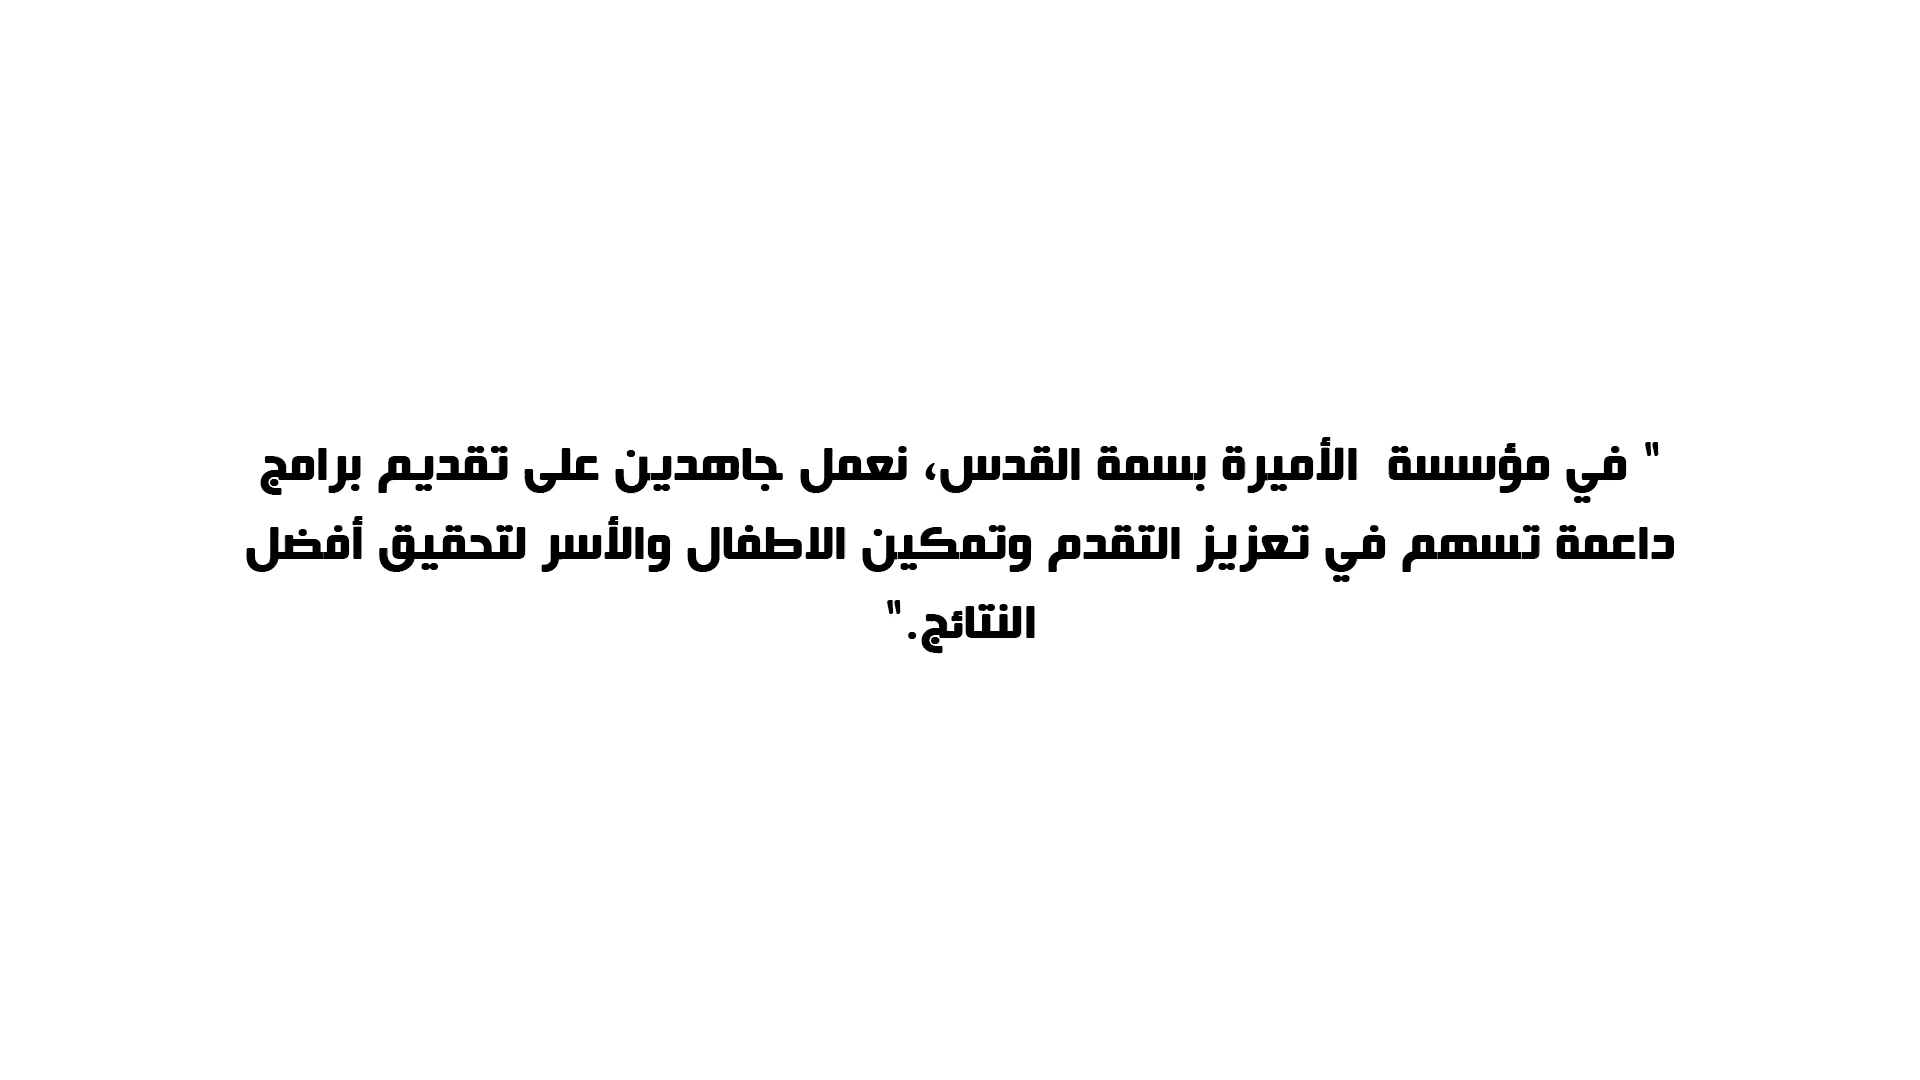 " في مؤسسة  الأميرة بسمة القدس، نعمل جاهدين على تقديم برامج
داعمة تسهم في تعزيز التقدم وتمكين الاطفال والأسر لتحقيق أفضل
النتائج."